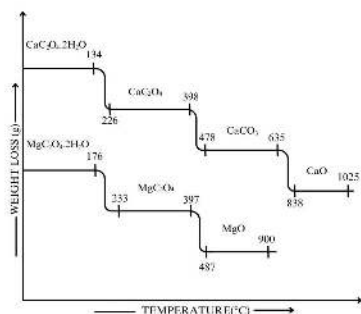 CaC₂O₄.2H₂O
134
226
CaC₂O₄
398
478
CaCO₃
635
838
CaO
1025
MgC₂O₄.2H₂O
176
233
MgC₂O₄
397
487
MgO
900
WEIGHT LOSS(g)
TEMPERATURE(°C)